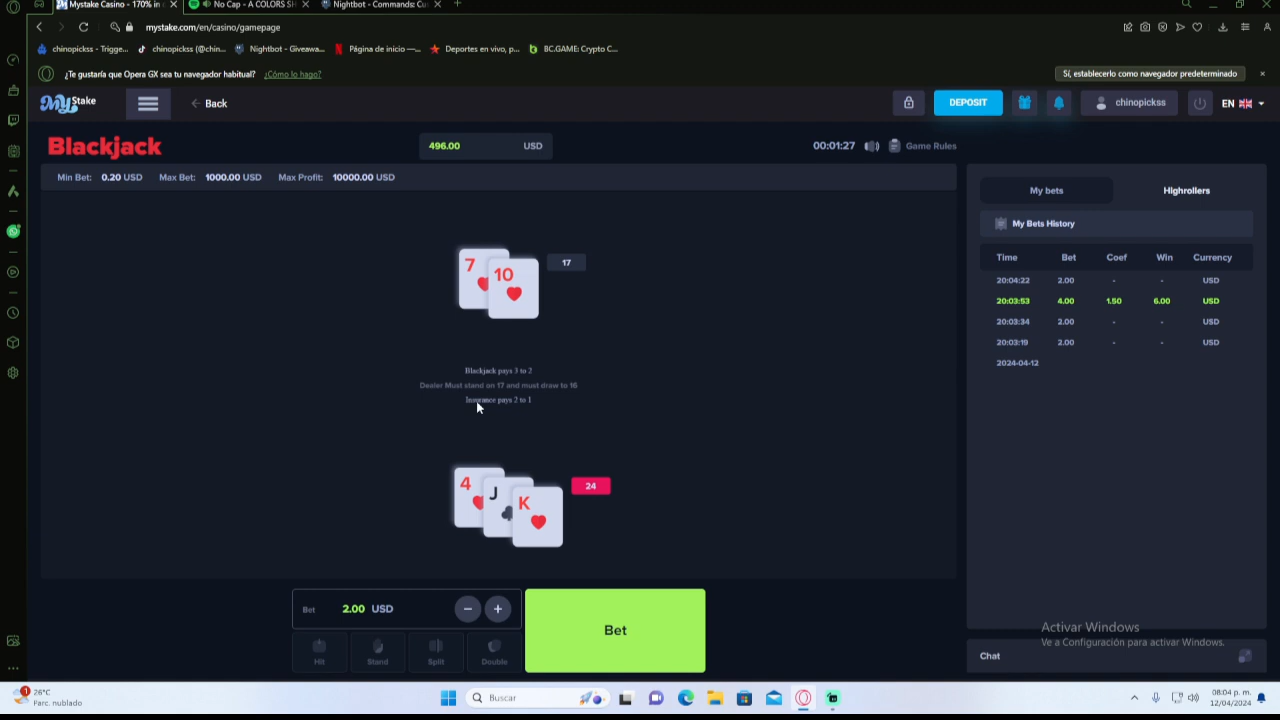 Mystake Casino - 170% in c
No Cap - A COLORS SH
Nightbot - Commands: Cu
mystake.com/en/casino/gamepage
chinopickss - Trigge...
chinopickss (@chin...
Nightbot - Giveawa...
Página de inicio —...
Deportes en vivo, p...
BC.GAME: Crypto C...
¿Te gustaría que Opera GX sea tu navegador habitual? ¿Cómo lo hago?
Sí, establecerlo como navegador predeterminado
MyStake
Back
DEPOSIT
chinopickss
EN
Blackjack
496.00 USD
00:01:27
Game Rules
Min Bet: 0.20 USD Max Bet: 1000.00 USD Max Profit: 10000.00 USD
My bets
Highrollers
My Bets History
Time Bet Coef Win Currency
20:04:22 2.00 - - USD
20:03:53 4.00 1.50 6.00 USD
20:03:34 2.00 - - USD
20:03:19 2.00 - - USD
2024-04-12
7
10
17
Blackjack pays 3 to 2
Dealer Must stand on 17 and must draw to 16
Insurance pays 2 to 1
4
J
K
24
Bet 2.00 USD
Hit
Stand
Split
Double
Bet
Activar Windows
Ve a Configuración para activar Windows.
Chat
1
26°C
Parc. nublado
Buscar
08:04 p. m.
12/04/2024